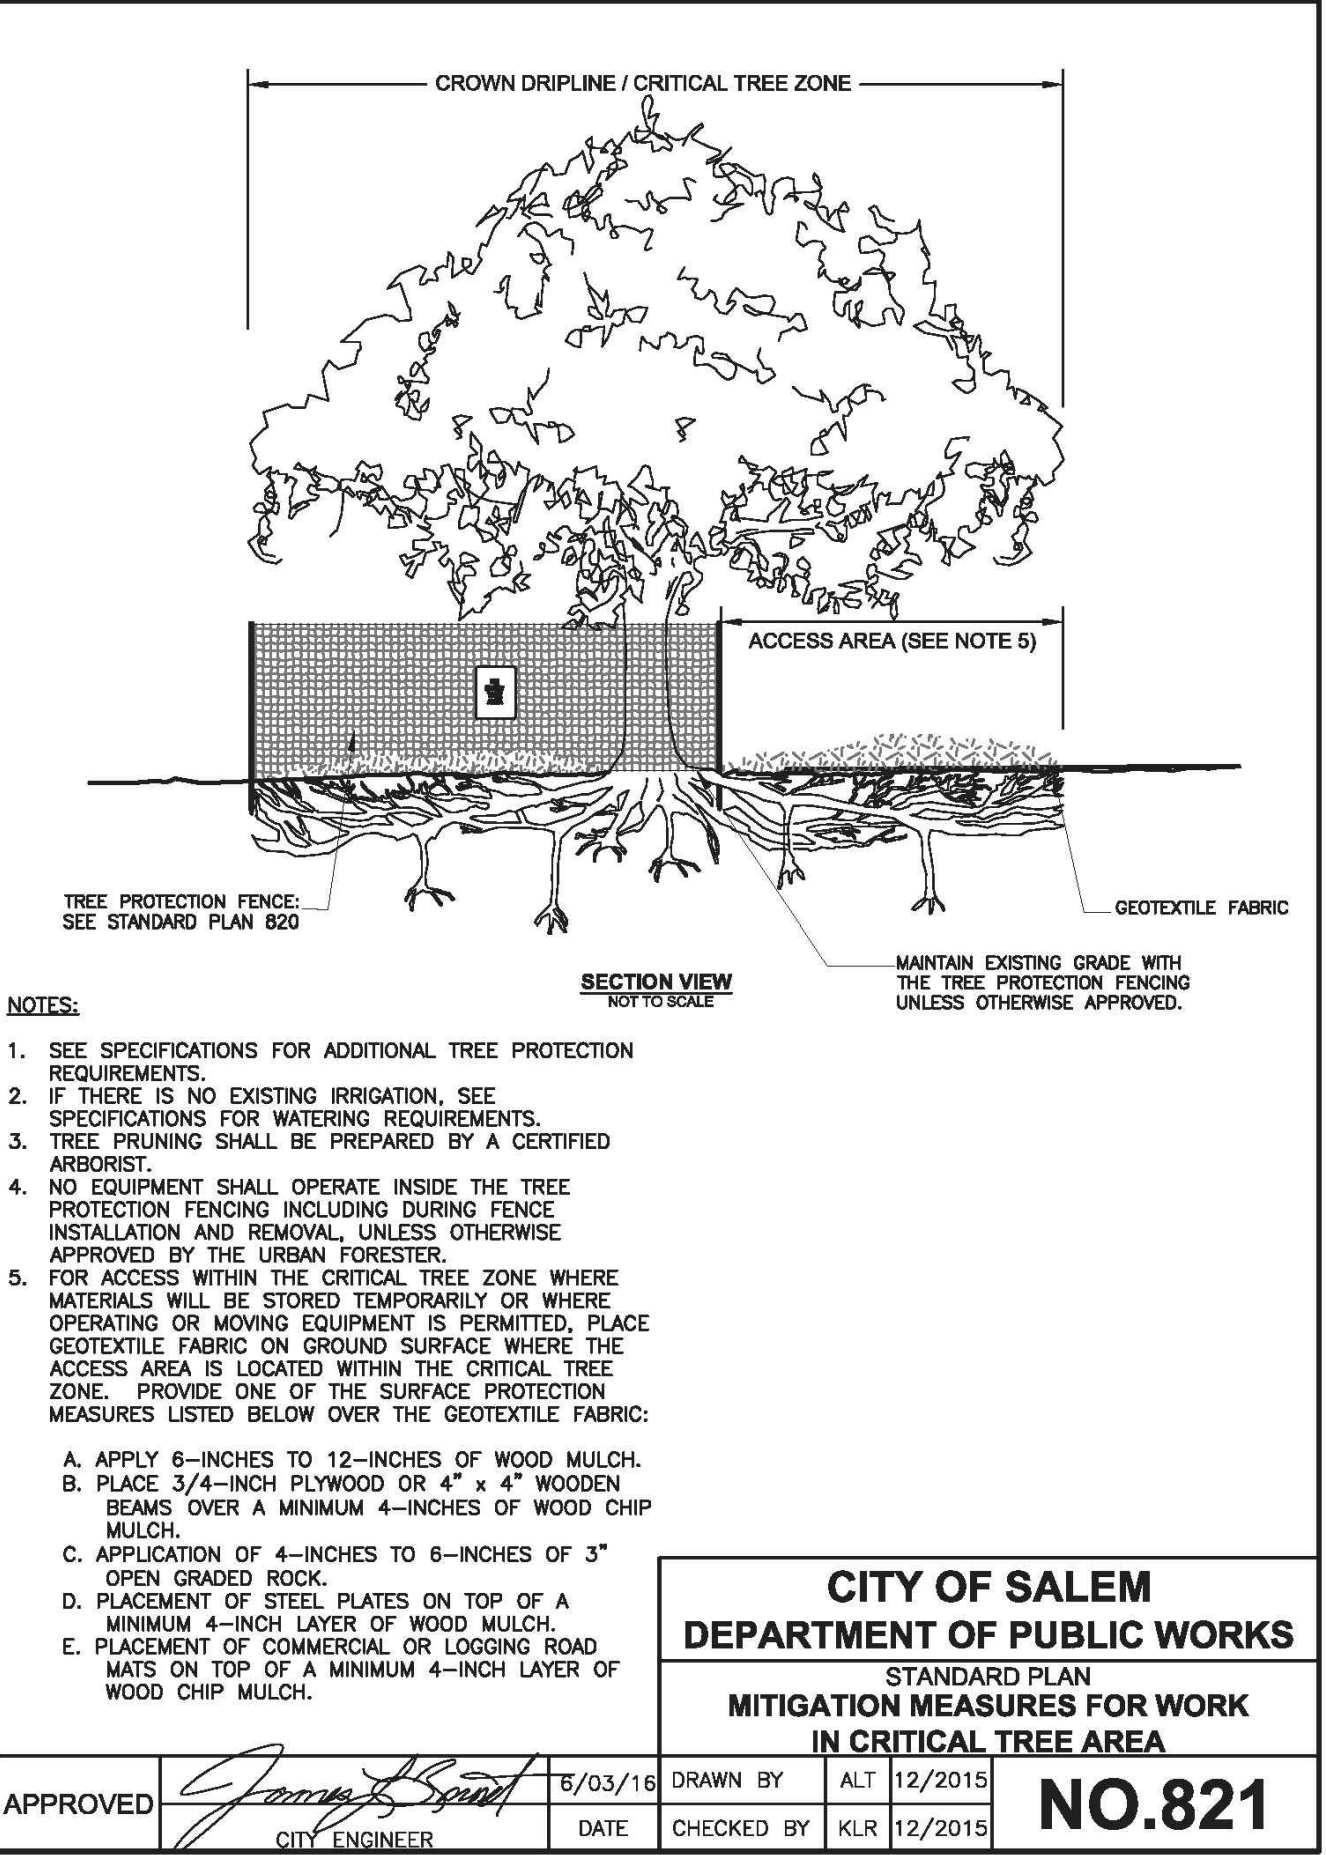 CROWN DRIPLINE / CRITICAL TREE ZONE
ACCESS AREA (SEE NOTE 5)
TREE PROTECTION FENCE:
SEE STANDARD PLAN 820
GEOTEXTILE FABRIC
MAINTAIN EXISTING GRADE WITH
THE TREE PROTECTION FENCING
UNLESS OTHERWISE APPROVED.
SECTION VIEW
NOT TO SCALE
NOTES:
1. SEE SPECIFICATIONS FOR ADDITIONAL TREE PROTECTION
REQUIREMENTS.
2. IF THERE IS NO EXISTING IRRIGATION, SEE
SPECIFICATIONS FOR WATERING REQUIREMENTS.
3. TREE PRUNING SHALL BE PREPARED BY A CERTIFIED
ARBORIST.
4. NO EQUIPMENT SHALL OPERATE INSIDE THE TREE
PROTECTION FENCING INCLUDING DURING FENCE
INSTALLATION AND REMOVAL, UNLESS OTHERWISE
APPROVED BY THE URBAN FORESTER.
5. FOR ACCESS WITHIN THE CRITICAL TREE ZONE WHERE
MATERIALS WILL BE STORED TEMPORARILY OR WHERE
OPERATING OR MOVING EQUIPMENT IS PERMITTED, PLACE
GEOTEXTILE FABRIC ON GROUND SURFACE WHERE THE
ACCESS AREA IS LOCATED WITHIN THE CRITICAL TREE
ZONE. PROVIDE ONE OF THE SURFACE PROTECTION
MEASURES LISTED BELOW OVER THE GEOTEXTILE FABRIC:
A. APPLY 6-INCHES TO 12-INCHES OF WOOD MULCH.
B. PLACE 3/4-INCH PLYWOOD OR 4" x 4" WOODEN
BEAMS OVER A MINIMUM 4-INCHES OF WOOD CHIP
MULCH.
C. APPLICATION OF 4-INCHES TO 6-INCHES OF 3"
OPEN GRADED ROCK.
D. PLACEMENT OF STEEL PLATES ON TOP OF A
MINIMUM 4-INCH LAYER OF WOOD MULCH.
E. PLACEMENT OF COMMERCIAL OR LOGGING ROAD
MATS ON TOP OF A MINIMUM 4-INCH LAYER OF
WOOD CHIP MULCH.
CITY OF SALEM
DEPARTMENT OF PUBLIC WORKS
STANDARD PLAN
MITIGATION MEASURES FOR WORK
IN CRITICAL TREE AREA
APPROVED
CITY ENGINEER
6/03/16
DATE
DRAWN BY ALT 12/2015
CHECKED BY KLR 12/2015
NO.821